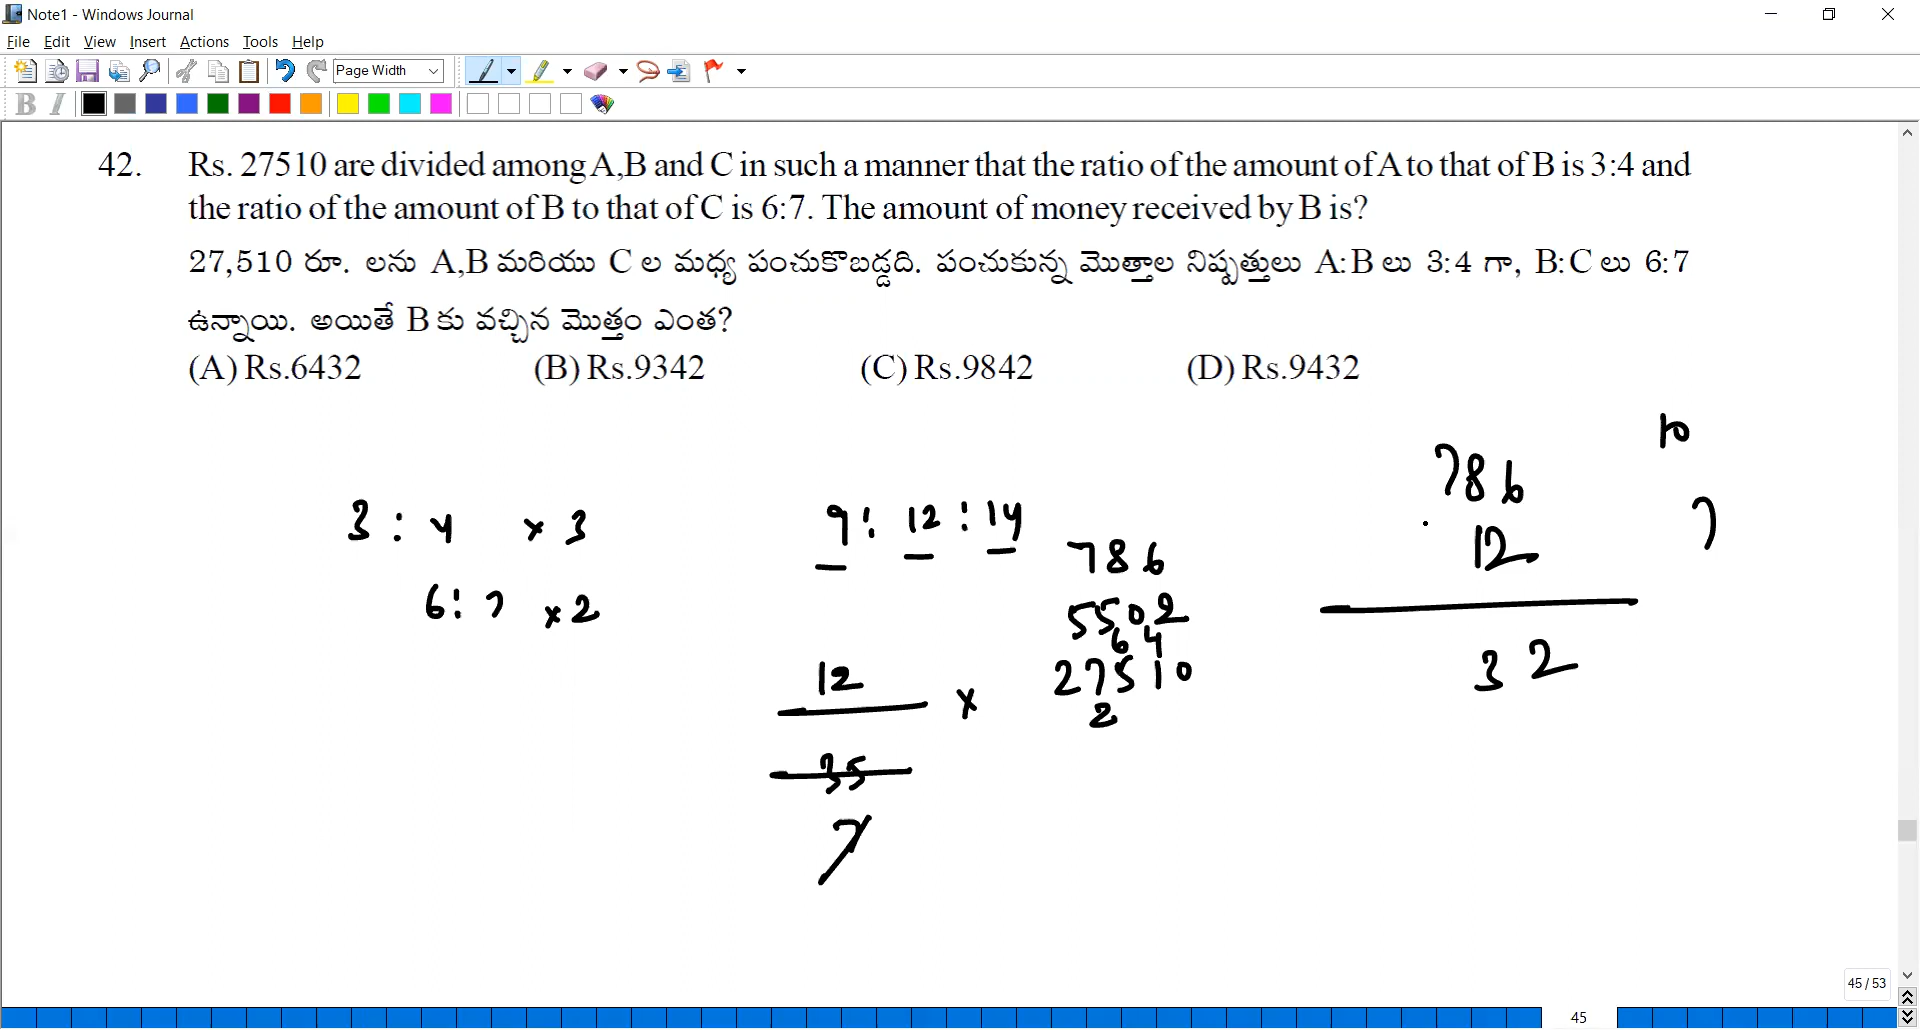 Note1 - Windows Journal
File Edit View Insert Actions Tools Help
Page Width
B I
42. Rs. 27510 are divided among A,B and C in such a manner that the ratio of the amount of A to that of B is 3:4 and
the ratio of the amount of B to that of C is 6:7. The amount of money received by B is?
27,510 రూ. లను A,B మరియు C ల మధ్య పంచుకొబడ్డది. పంచుకున్న మొత్తాల నిష్పత్తులు A:B లు 3:4 గా, B:C లు 6:7
ఉన్నాయి. అయితే B కు వచ్చిన మొత్తం ఎంత?
(A) Rs.6432 (B) Rs.9342 (C) Rs.9842 (D) Rs.9432
10
786
3 : 4 × 3 9 : 12 : 14 12 7
786
6 : 7 × 2 5502
64
12 × 27510 32
2
35
7
45 / 53
45